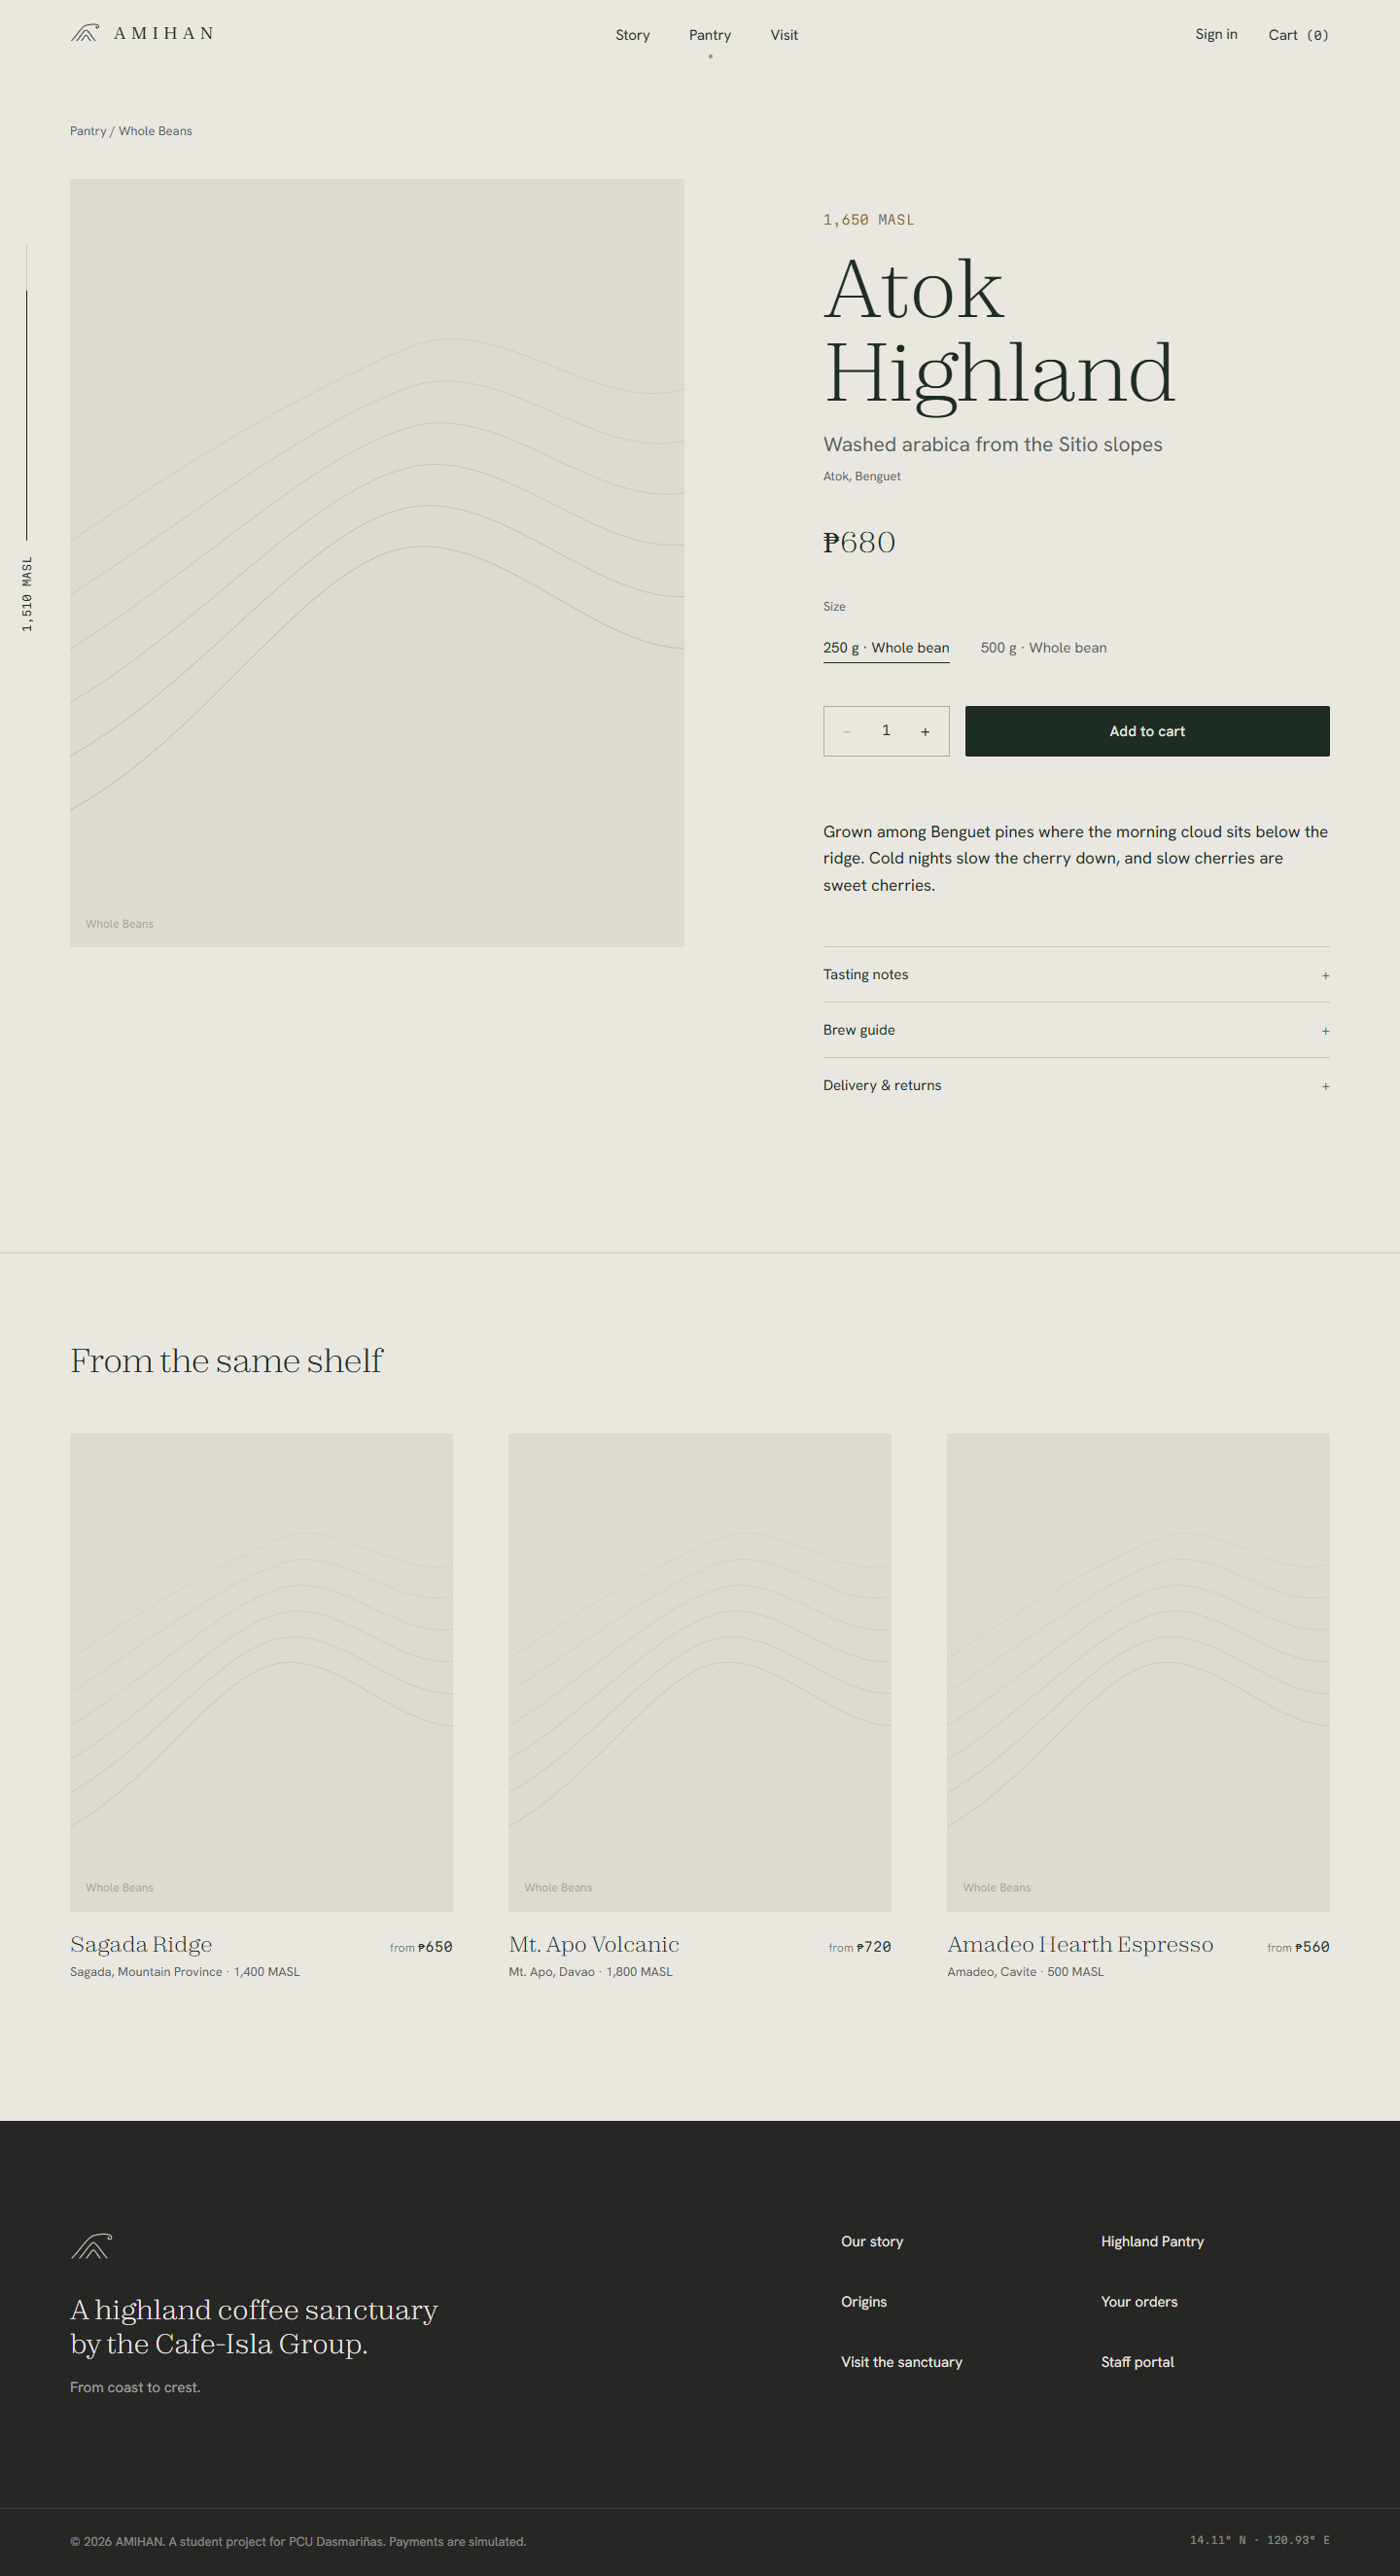 AMIHAN
Story
Pantry
Visit
Sign in
Cart (0)
Pantry / Whole Beans
1,510 MASL
Whole Beans
1,650 MASL
Atok
Highland
Washed arabica from the Sitio slopes
Atok, Benguet
₱680
Size
250 g · Whole bean
500 g · Whole bean
− 1 +
Add to cart
Grown among Benguet pines where the morning cloud sits below the
ridge. Cold nights slow the cherry down, and slow cherries are
sweet cherries.
Tasting notes +
Brew guide +
Delivery & returns +
From the same shelf
Whole Beans
Sagada Ridge
from ₱650
Sagada, Mountain Province · 1,400 MASL
Whole Beans
Mt. Apo Volcanic
from ₱720
Mt. Apo, Davao · 1,800 MASL
Whole Beans
Amadeo Hearth Espresso
from ₱560
Amadeo, Cavite · 500 MASL
A highland coffee sanctuary
by the Cafe-Isla Group.
From coast to crest.
Our story
Origins
Visit the sanctuary
Highland Pantry
Your orders
Staff portal
© 2026 AMIHAN. A student project for PCU Dasmariñas. Payments are simulated.
14.11° N · 120.93° E